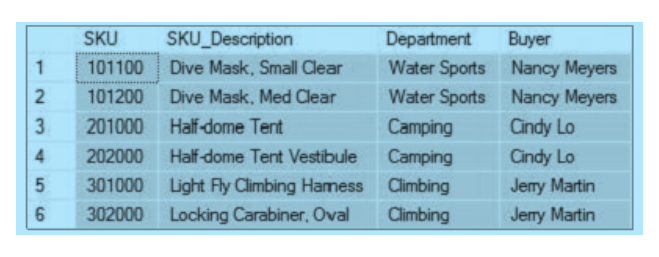 SKU SKU_Description Department Buyer
1 101100 Dive Mask, Small Clear Water Sports Nancy Meyers
2 101200 Dive Mask, Med Clear Water Sports Nancy Meyers
3 201000 Half-dome Tent Camping Cindy Lo
4 202000 Half-dome Tent Vestibule Camping Cindy Lo
5 301000 Light Fly Climbing Harness Climbing Jerry Martin
6 302000 Locking Carabiner, Oval Climbing Jerry Martin